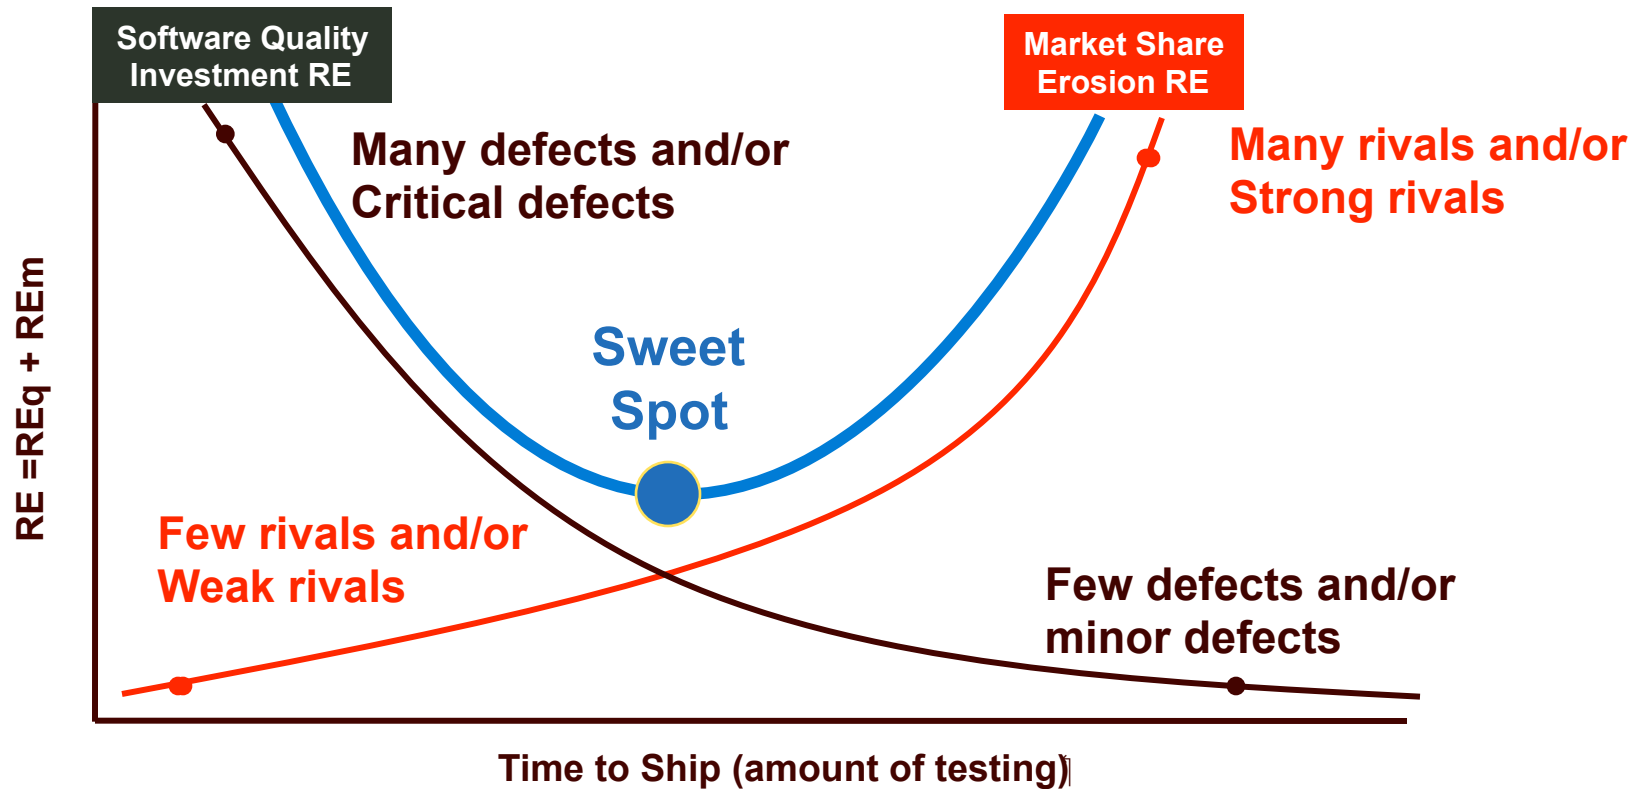 Software Quality
Investment RE
Market Share
Erosion RE
Many defects and/or
Critical defects
Many rivals and/or
Strong rivals
RE =REq + REm
Sweet
Spot
Few rivals and/or
Weak rivals
Few defects and/or
minor defects
Time to Ship (amount of testing)